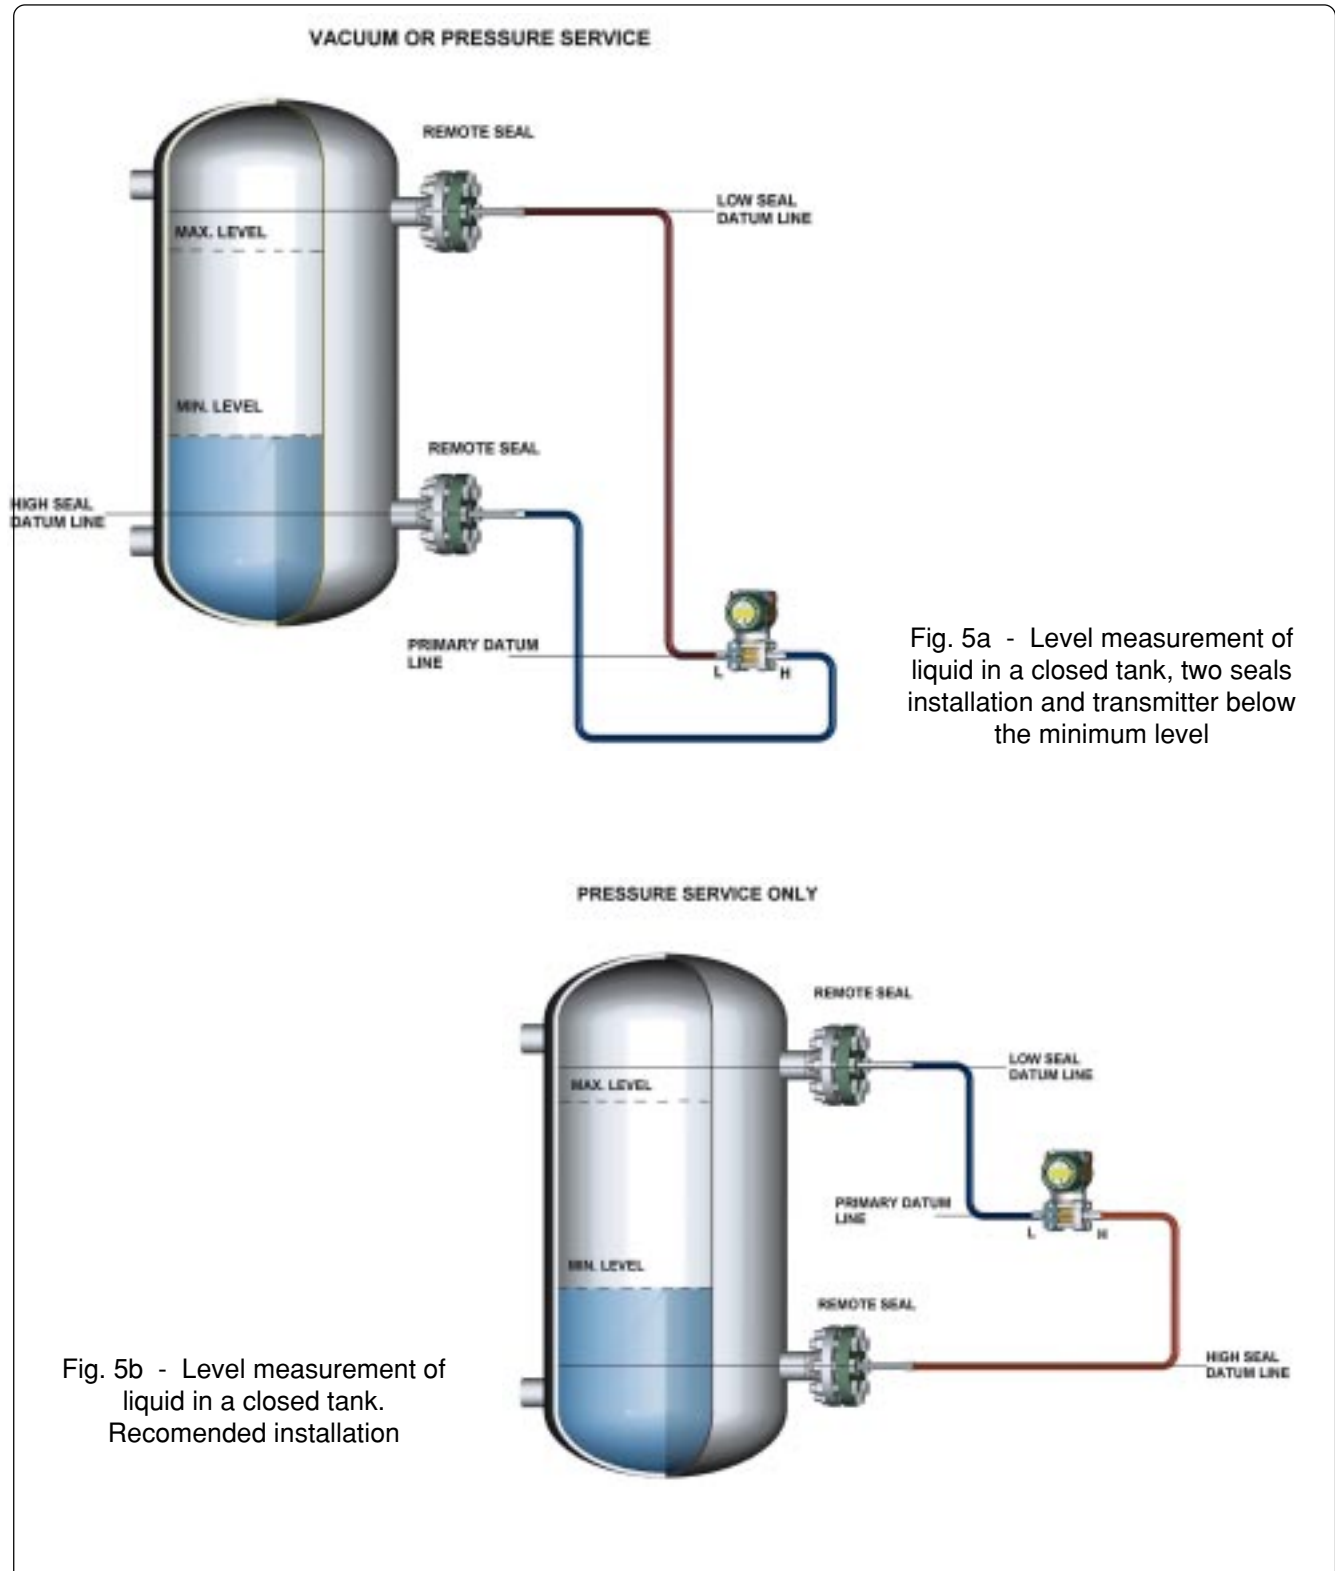 VACUUM OR PRESSURE SERVICE
REMOTE SEAL
LOW SEAL
DATUM LINE
MAX. LEVEL
MIN. LEVEL
REMOTE SEAL
HIGH SEAL
DATUM LINE
PRIMARY DATUM
LINE
L
H
Fig. 5a - Level measurement of
liquid in a closed tank, two seals
installation and transmitter below
the minimum level
PRESSURE SERVICE ONLY
REMOTE SEAL
LOW SEAL
DATUM LINE
MAX. LEVEL
PRIMARY DATUM
LINE
L
H
MIN. LEVEL
REMOTE SEAL
HIGH SEAL
DATUM LINE
Fig. 5b - Level measurement of
liquid in a closed tank.
Recomended installation